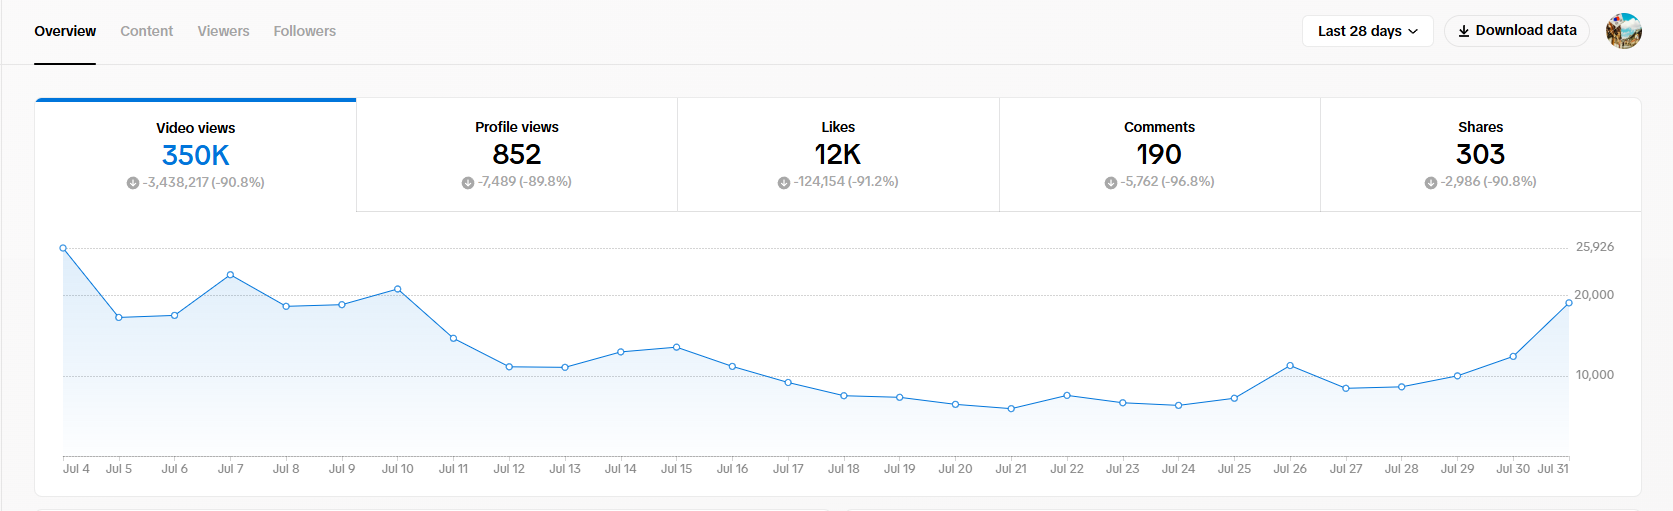 Overview Content Viewers Followers Last 28 days Download data
Video views Profile views Likes Comments Shares
350K 852 12K 190 303
-3,438,217 (-90.8%) -7,489 (-89.8%) -124,154 (-91.2%) -5,762 (-96.8%) -2,986 (-90.8%)
25,926
20,000
10,000
Jul 4 Jul 5 Jul 6 Jul 7 Jul 8 Jul 9 Jul 10 Jul 11 Jul 12 Jul 13 Jul 14 Jul 15 Jul 16 Jul 17 Jul 18 Jul 19 Jul 20 Jul 21 Jul 22 Jul 23 Jul 24 Jul 25 Jul 26 Jul 27 Jul 28 Jul 29 Jul 30 Jul 31